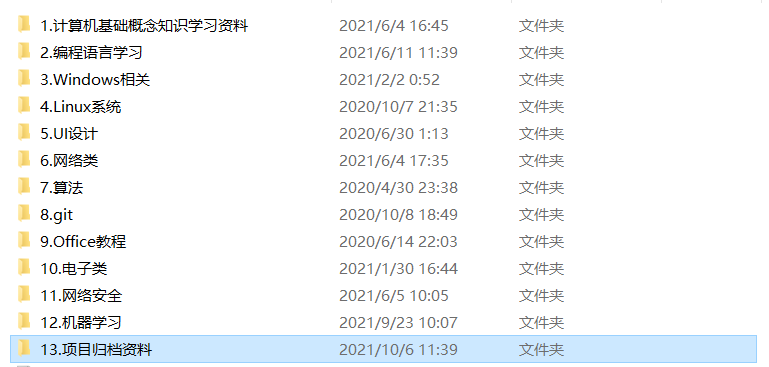 1.计算机基础概念知识学习资料 2021/6/4 16:45 文件夹
2.编程语言学习 2021/6/11 11:39 文件夹
3.Windows相关 2021/2/2 0:52 文件夹
4.Linux系统 2020/10/7 21:35 文件夹
5.UI设计 2020/6/30 1:13 文件夹
6.网络类 2021/6/4 17:35 文件夹
7.算法 2020/4/30 23:38 文件夹
8.git 2020/10/8 18:49 文件夹
9.Office教程 2020/6/14 22:03 文件夹
10.电子类 2021/1/30 16:44 文件夹
11.网络安全 2021/6/5 10:05 文件夹
12.机器学习 2021/9/23 10:07 文件夹
13.项目归档资料 2021/10/6 11:39 文件夹